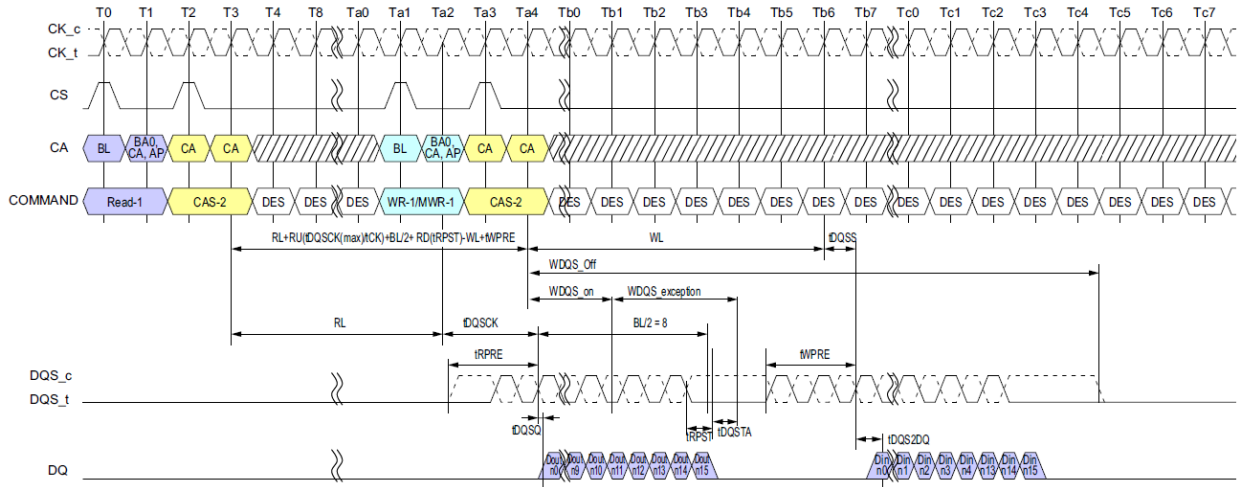 T0 T1 T2 T3 T4 T8 Ta0 Ta1 Ta2 Ta3 Ta4 Tb0 Tb1 Tb2 Tb3 Tb4 Tb5 Tb6 Tb7 Tc0 Tc1 Tc2 Tc3 Tc4 Tc5 Tc6 Tc7
CK_c
CK_t
CS
CA BL BA0, CA, AP CA CA BL BA0, CA, AP CA CA
COMMAND Read-1 CAS-2 DES DES DES WR-1/MWR-1 CAS-2 DES DES DES DES DES DES DES DES DES DES DES DES DES DES DES DES
RL+RU(tDQSCK(max)/tCK)+BL/2+ RD(tRPST)-WL+tWPRE WL tDQSS
WDQS_Off
WDQS_on WDQS_exception
RL tDQSCK BL/2 = 8
tRPRE tWPRE
DQS_c
DQS_t
tDQSQ tRPST tDQSTA tDQS2DQ
DQ Dout n0 Dout n9 Dout n10 Dout n11 Dout n12 Dout n13 Dout n14 Dout n15 Din n0 Din n1 Din n2 Din n3 Din n4 Din n13 Din n14 Din n15